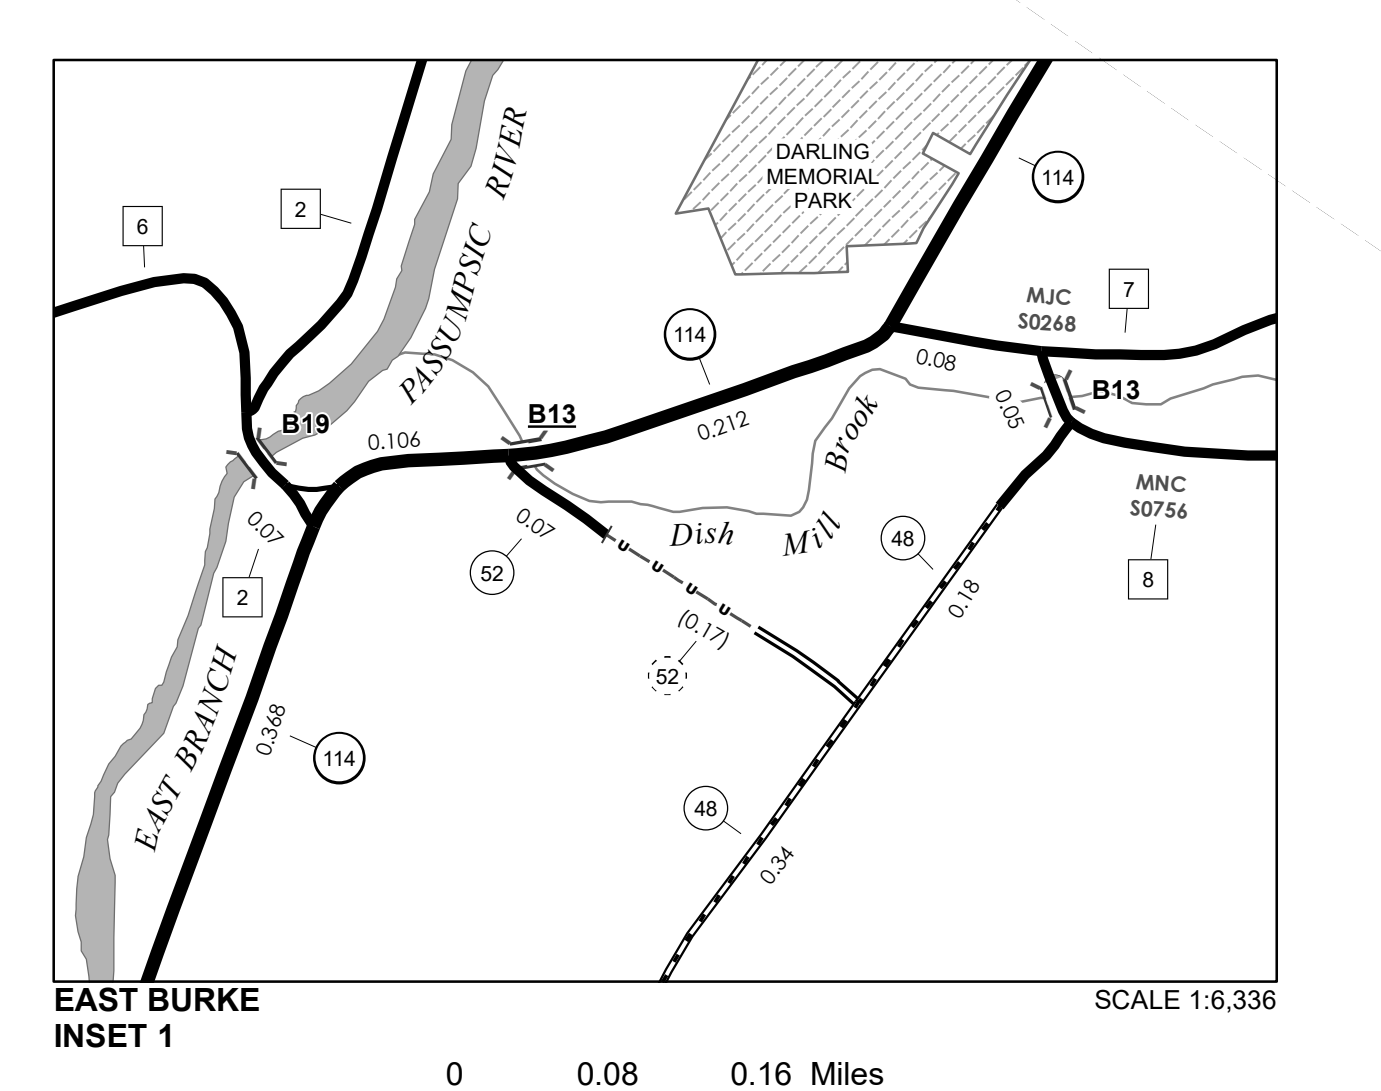 DARLING
MEMORIAL
PARK
114
2
6
PASSUMPSIC RIVER
7
MJC
S0268
114
0.08
B13
0.05
B13
B19
0.106
0.212
Dish Mill Brook
MNC
S0756
0.07
0.07
52
48
8
2
0.18
(0.17)
52
EAST BRANCH
0.368
114
48
0.34
EAST BURKE
INSET 1
SCALE 1:6,336
0 0.08 0.16 Miles
U U U U